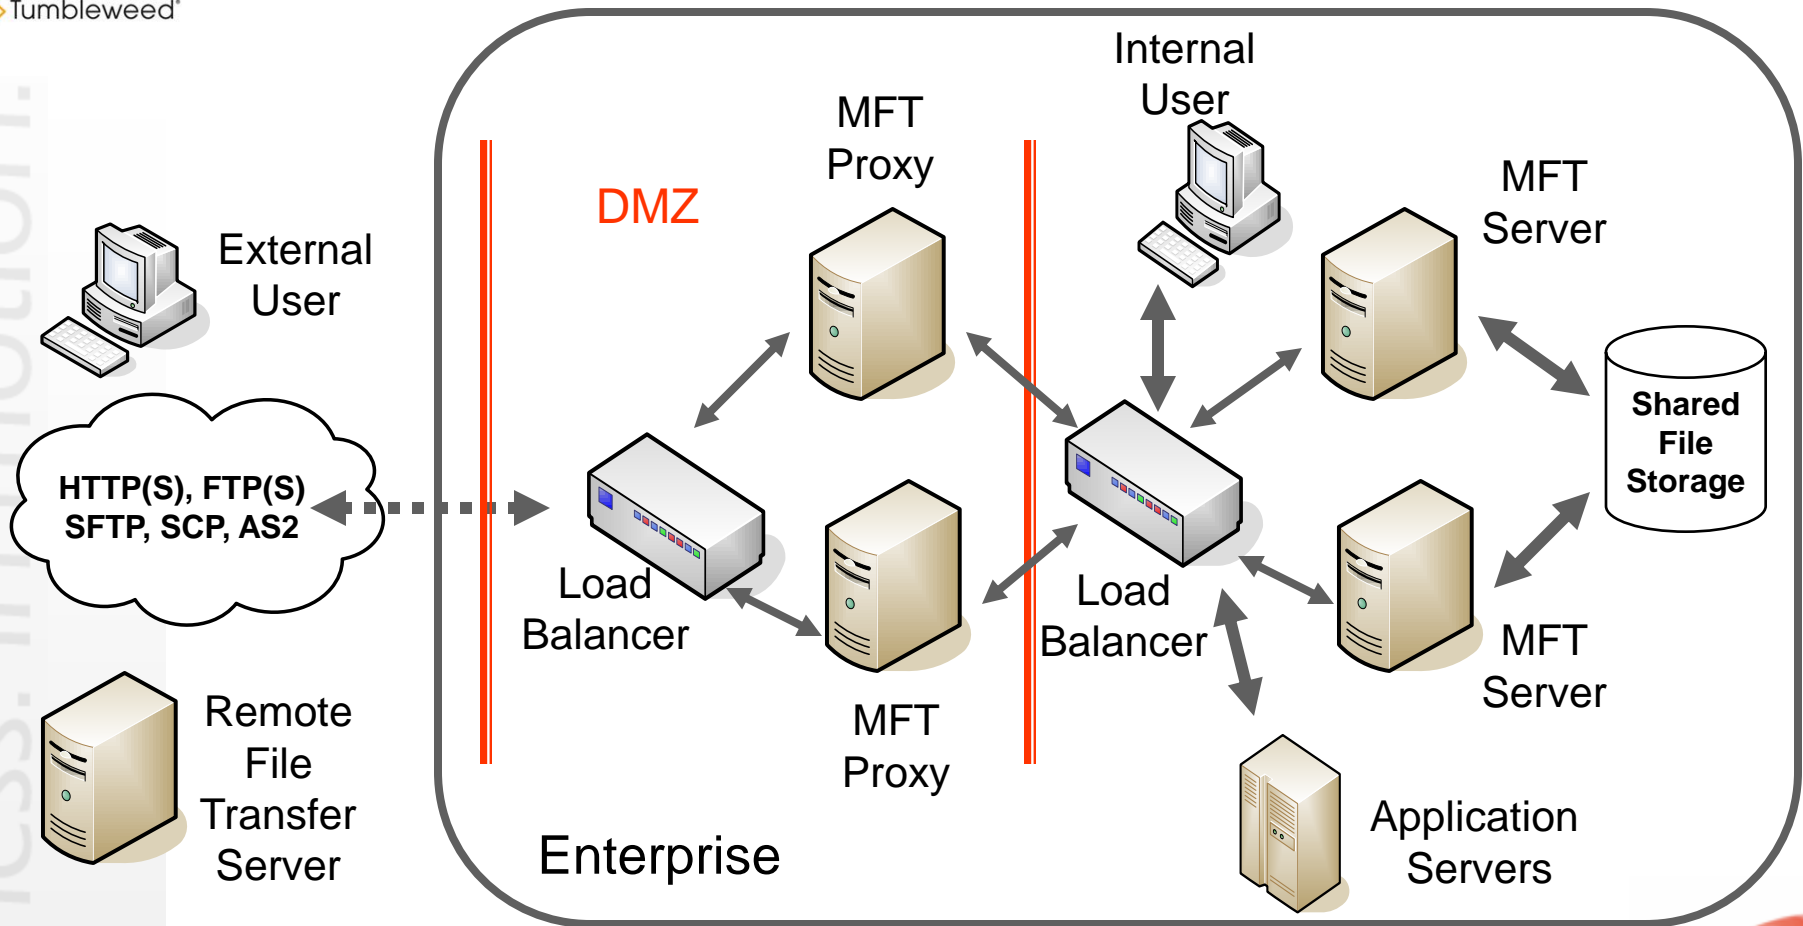 Tumbleweed®
Internal
User
MFT
Proxy
DMZ
MFT
Server
External
User
Shared
File
Storage
HTTP(S), FTP(S)
SFTP, SCP, AS2
Load
Balancer
Load
Balancer
MFT
Server
MFT
Proxy
Remote
File
Transfer
Server
Application
Servers
Enterprise